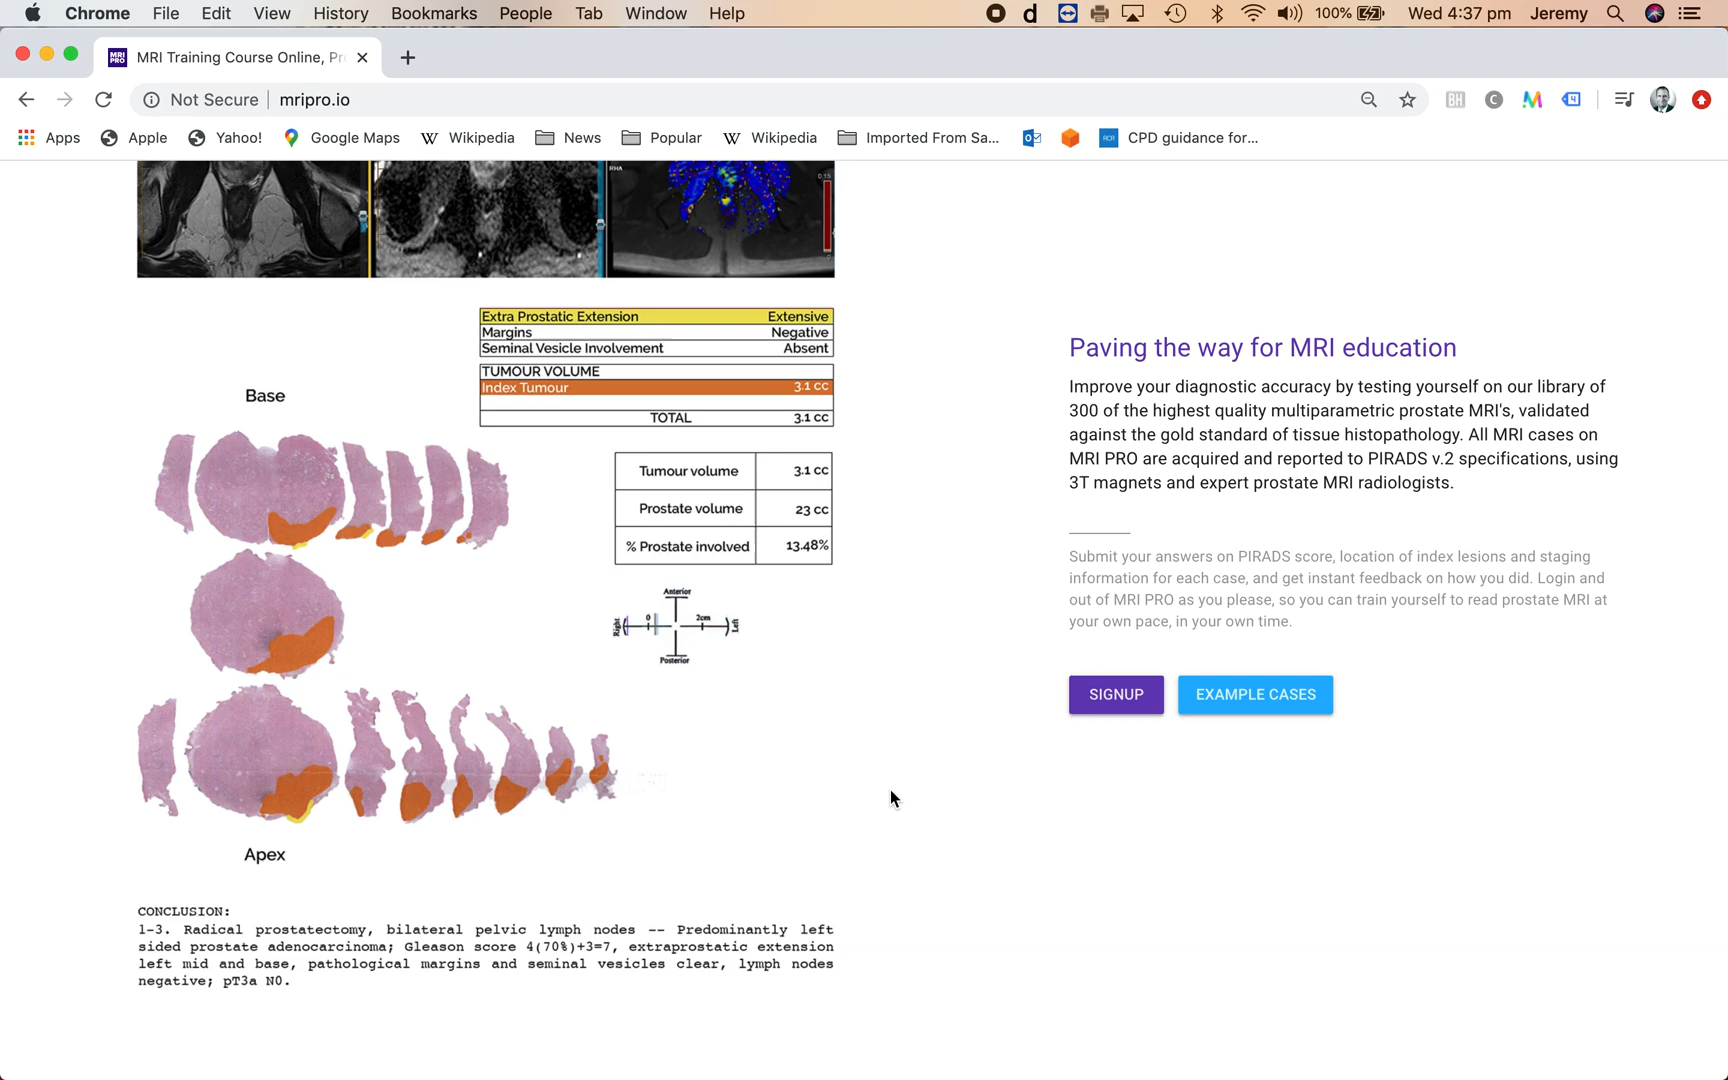 Chrome File Edit View History Bookmarks People Tab Window Help 100% Wed 4:37 pm Jeremy
MRI PRO MRI Training Course Online, Pr
Not Secure mripro.io
Apps Apple Yahoo! Google Maps Wikipedia News Popular Wikipedia Imported From Sa... CPD guidance for...
RHA
0.15
Extra Prostatic Extension Extensive
Margins Negative
Seminal Vesicle Involvement Absent
TUMOUR VOLUME
Index Tumour 3.1 cc
TOTAL 3.1 cc
Base
Tumour volume 3.1 cc
Prostate volume 23 cc
% Prostate involved 13.48%
Anterior
Right 0 2cm Left
Posterior
Apex
CONCLUSION:
1-3. Radical prostatectomy, bilateral pelvic lymph nodes -- Predominantly left
sided prostate adenocarcinoma; Gleason score 4(70%)+3=7, extraprostatic extension
left mid and base, pathological margins and seminal vesicles clear, lymph nodes
negative; pT3a N0.
Paving the way for MRI education
Improve your diagnostic accuracy by testing yourself on our library of
300 of the highest quality multiparametric prostate MRI's, validated
against the gold standard of tissue histopathology. All MRI cases on
MRI PRO are acquired and reported to PIRADS v.2 specifications, using
3T magnets and expert prostate MRI radiologists.
Submit your answers on PIRADS score, location of index lesions and staging
information for each case, and get instant feedback on how you did. Login and
out of MRI PRO as you please, so you can train yourself to read prostate MRI at
your own pace, in your own time.
SIGNUP EXAMPLE CASES